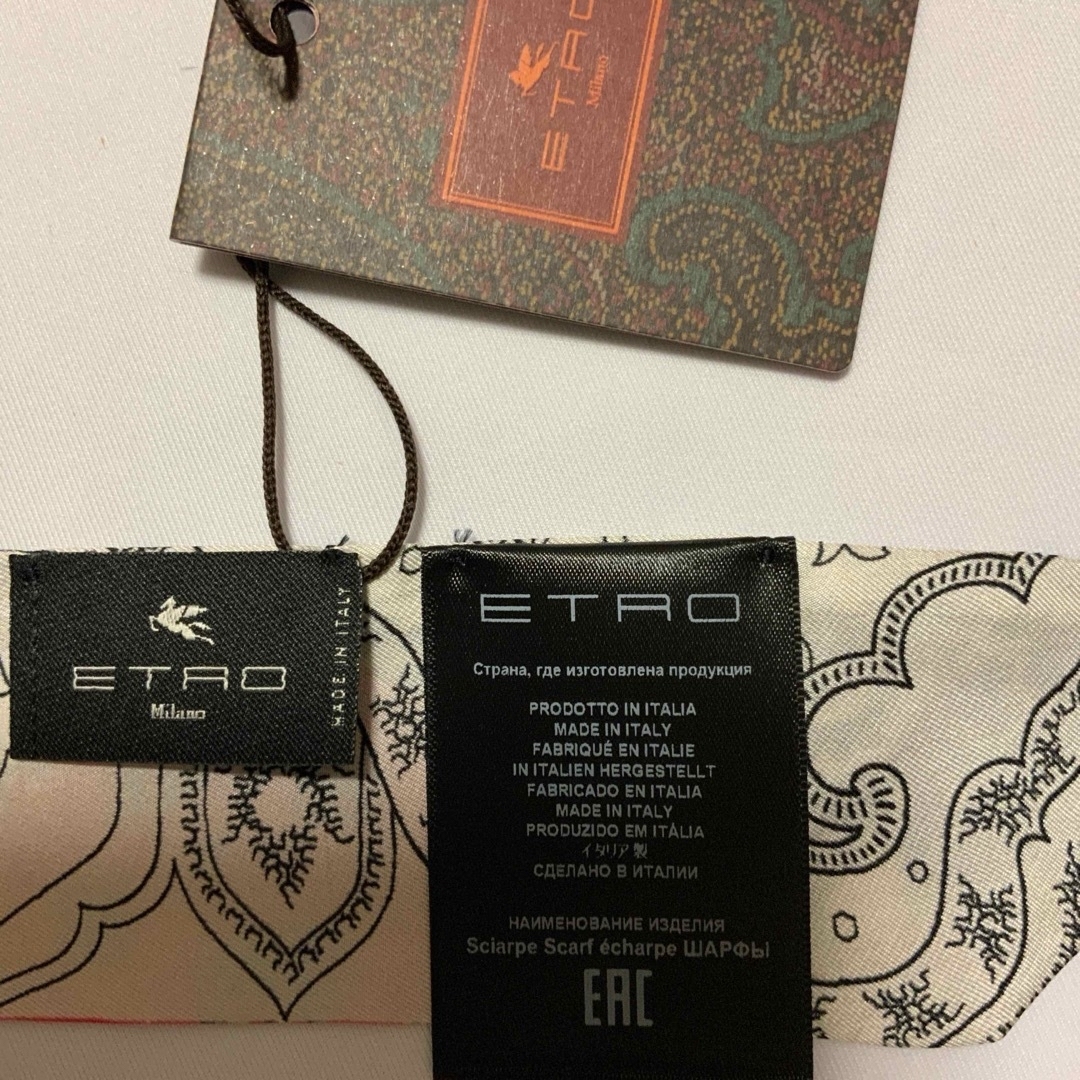 ETRO
Milano
ETRO
Milano
MADE IN ITALY
ETRO
Страна, где изготовлена продукция
PRODOTTO IN ITALIA
MADE IN ITALY
FABRIQUÉ EN ITALIE
IN ITALIEN HERGESTELLT
FABRICADO EN ITALIA
MADE IN ITALY
PRODUZIDO EM ITÁLIA
イタリア製
СДЕЛАНО В ИТАЛИИ
НАИМЕНОВАНИЕ ИЗДЕЛИЯ
Sciarpe Scarf écharpe ШАРФЫ
EAC